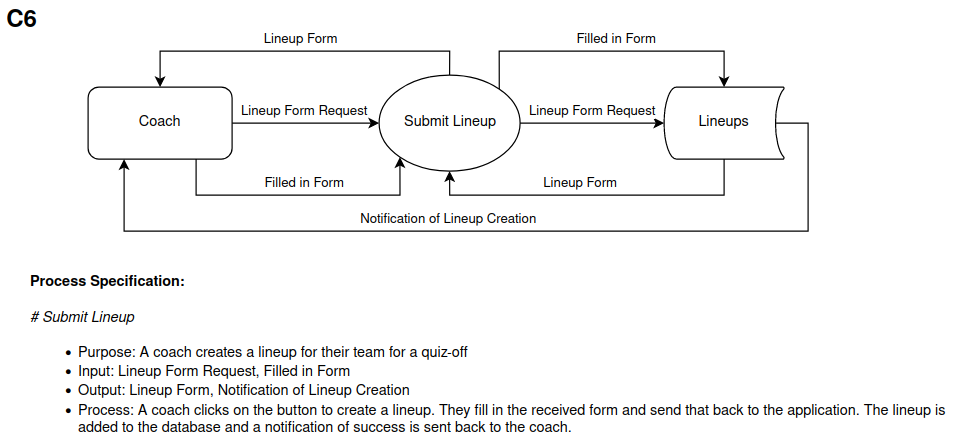 C6
Lineup Form
Filled in Form
Coach
Lineup Form Request
Submit Lineup
Lineup Form Request
Lineups
Filled in Form
Lineup Form
Notification of Lineup Creation
Process Specification:
# Submit Lineup
• Purpose: A coach creates a lineup for their team for a quiz-off
• Input: Lineup Form Request, Filled in Form
• Output: Lineup Form, Notification of Lineup Creation
• Process: A coach clicks on the button to create a lineup. They fill in the received form and send that back to the application. The lineup is
added to the database and a notification of success is sent back to the coach.